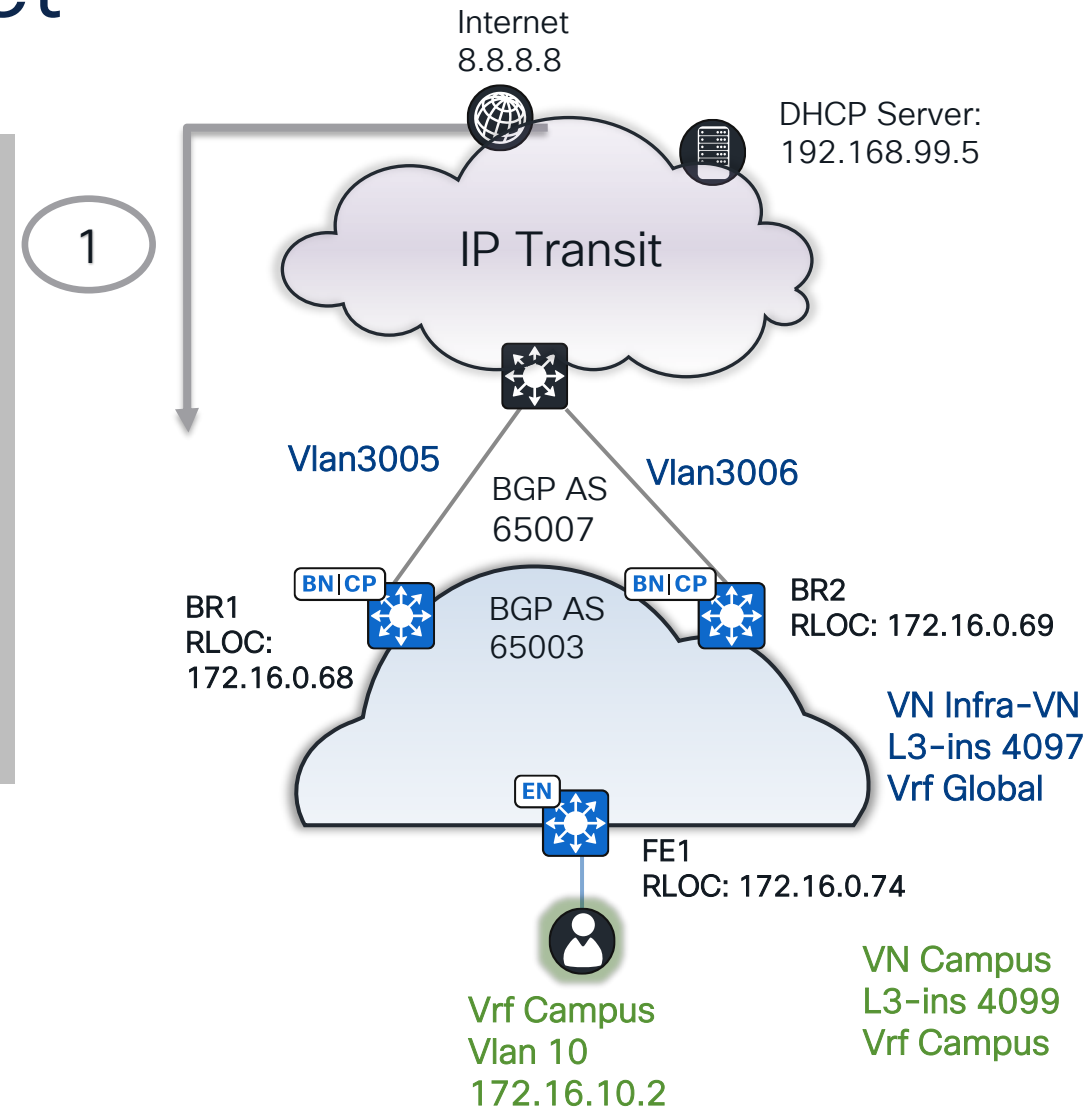 Internet
8.8.8.8
DHCP Server:
192.168.99.5
1
IP Transit
Vlan3005
Vlan3006
BGP AS
65007
BN|CP
BN|CP
BR1
RLOC:
172.16.0.68
BGP AS
65003
BR2
RLOC: 172.16.0.69
VN Infra-VN
L3-ins 4097
Vrf Global
EN
FE1
RLOC: 172.16.0.74
VN Campus
L3-ins 4099
Vrf Campus
Vrf Campus
Vlan 10
172.16.10.2